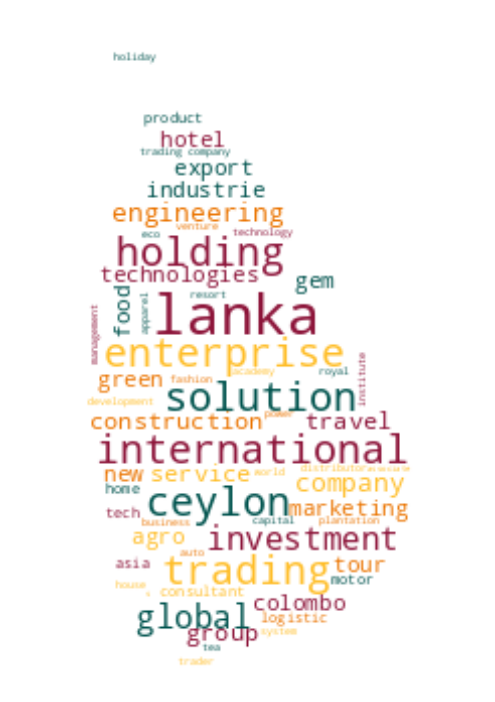 holiday
product
hotel
trading company
export
industrie
engineering
venture
eco
technology
holding
technologies
gem
resort
food
apparel
management
lanka
enterprise
academy
royal
institute
green
fashion
development
solution
power
construction
travel
international
new
service
world
distributor
associate
home
company
ceylon
marketing
tech
business
capital
plantation
agro
investment
auto
asia
trading
tour
motor
house
consultant
colombo
global
logistic
group
system
tea
trader